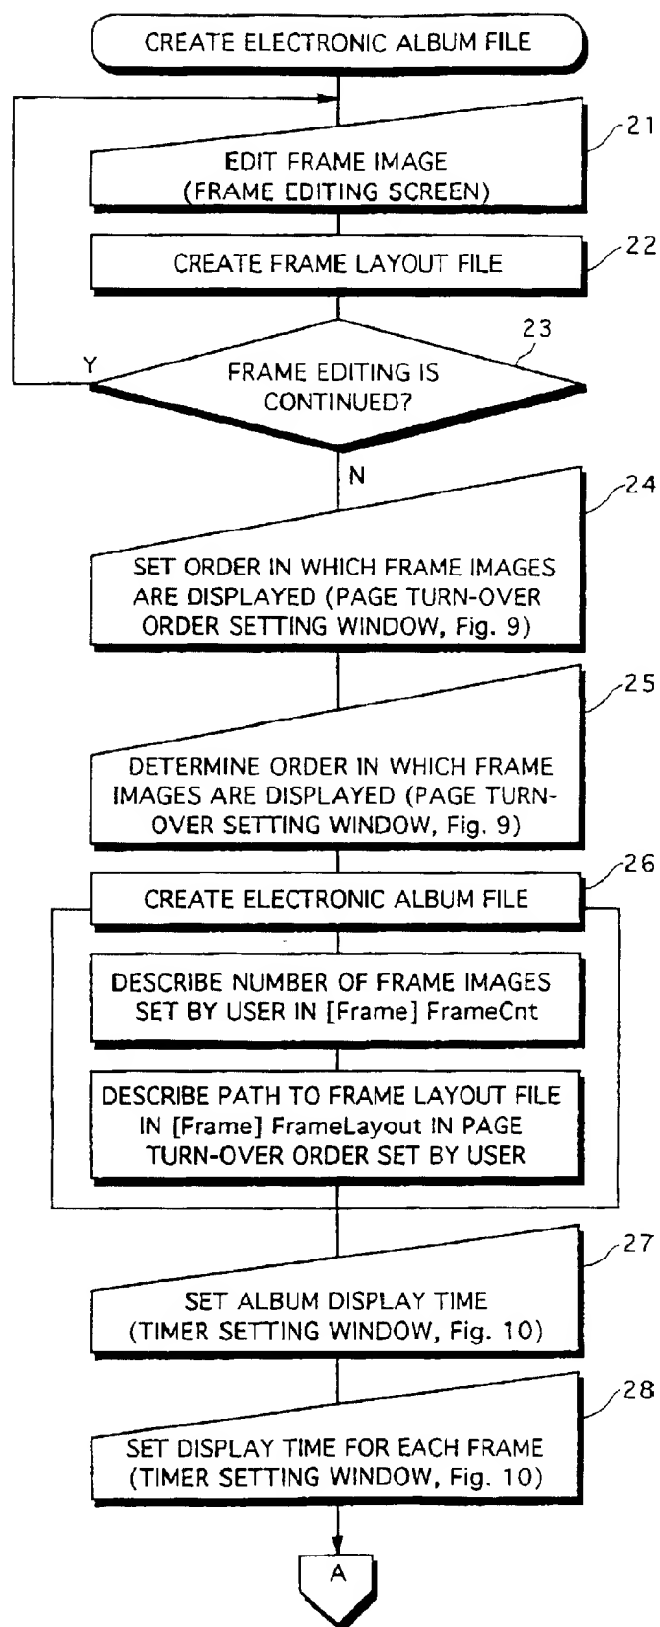 CREATE ELECTRONIC ALBUM FILE
21
EDIT FRAME IMAGE
(FRAME EDITING SCREEN)
22
CREATE FRAME LAYOUT FILE
23
Y
FRAME EDITING IS
CONTINUED?
N
24
SET ORDER IN WHICH FRAME IMAGES
ARE DISPLAYED (PAGE TURN-OVER
ORDER SETTING WINDOW, Fig. 9)
25
DETERMINE ORDER IN WHICH FRAME
IMAGES ARE DISPLAYED (PAGE TURN-
OVER SETTING WINDOW, Fig. 9)
26
CREATE ELECTRONIC ALBUM FILE
DESCRIBE NUMBER OF FRAME IMAGES
SET BY USER IN [Frame] FrameCnt
DESCRIBE PATH TO FRAME LAYOUT FILE
IN [Frame] FrameLayout IN PAGE
TURN-OVER ORDER SET BY USER
27
SET ALBUM DISPLAY TIME
(TIMER SETTING WINDOW, Fig. 10)
28
SET DISPLAY TIME FOR EACH FRAME
(TIMER SETTING WINDOW, Fig. 10)
A